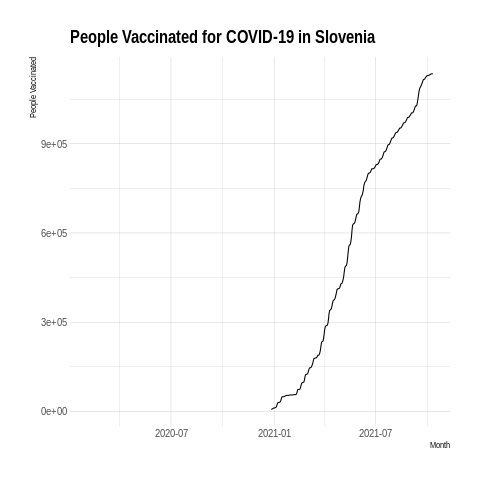 People Vaccinated for COVID-19 in Slovenia
People Vaccinated
9e+05
6e+05
3e+05
0e+00
2020-07
2021-01
2021-07
Month